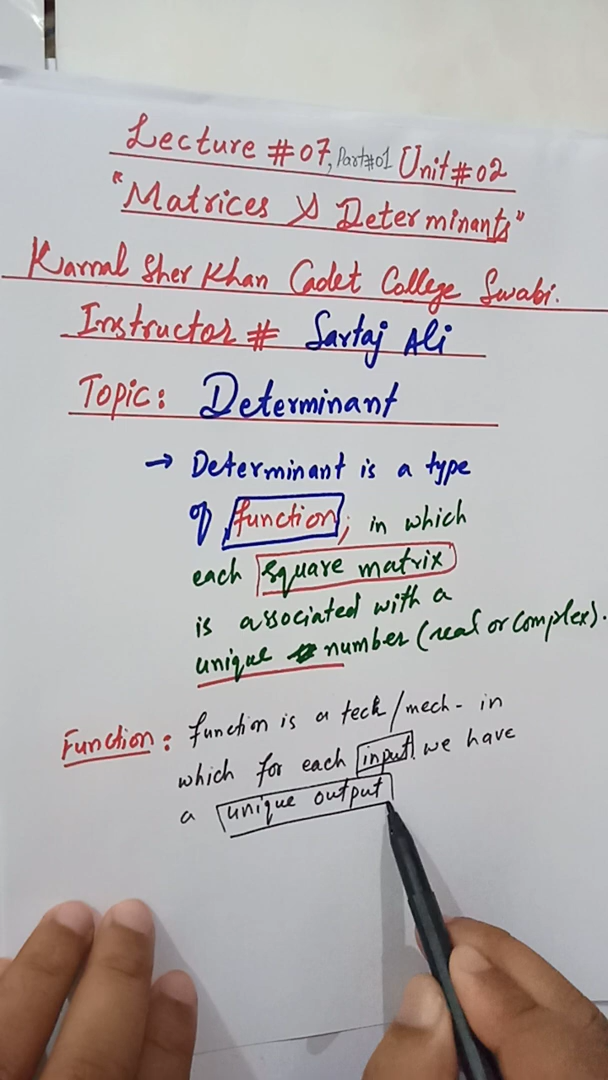 Lecture #07, Part#01 Unit#02
"Matrices & Determinants"
Karnal Sher Khan Cadet College Swabi.
Instructor # Sartaj Ali
Topic: Determinant
→ Determinant is a type
of function, in which
each square matrix
is associated with a
unique number (real or complex).
Function: function is a tech/mech- in
which for each input we have
a unique output